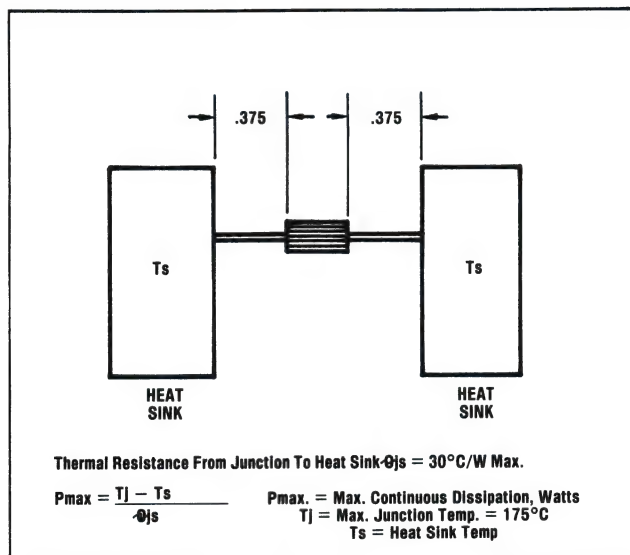 .375 .375
Ts Ts
HEAT SINK HEAT SINK
Thermal Resistance From Junction To Heat Sink-Θjs = 30°C/W Max.
Pmax = Tj – Ts
Θjs
Pmax. = Max. Continuous Dissipation, Watts
Tj = Max. Junction Temp. = 175°C
Ts = Heat Sink Temp